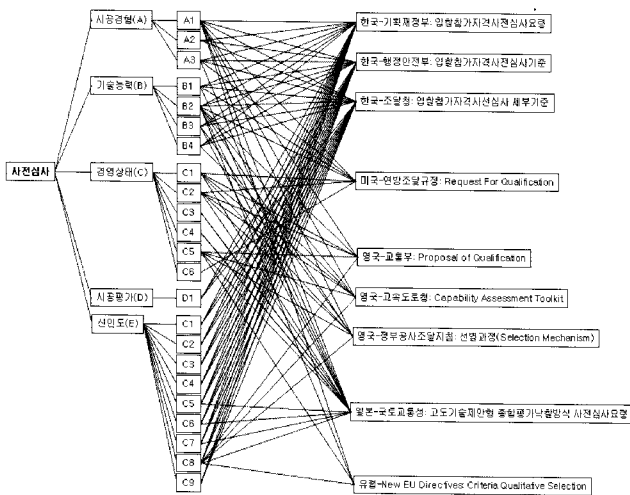 사전심사
시공경험(A)
기술능력(B)
경영상태(C)
시공평가(D)
신인도(E)
A1
A2
A3
B1
B2
B3
B4
C1
C2
C3
C4
C5
C6
D1
C1
C2
C3
C4
C5
C6
C7
C8
C9
한국-기획재정부: 입찰참가자격사전심사요령
한국-행정안전부: 입찰참가자격사전심사기준
한국-조달청: 입찰참가자격사전심사 세부기준
미국-연방조달규정: Request For Qualification
영국-교통부: Proposal of Qualification
영국-고속도로청: Capability Assessment Toolkit
영국-정부공사조달지침: 선정과정(Selection Mechanism)
일본-국토교통성: 고도기술제안형 종합평가낙찰방식 사전심사요령
유럽-New EU Directives: Criteria Qualitative Selection